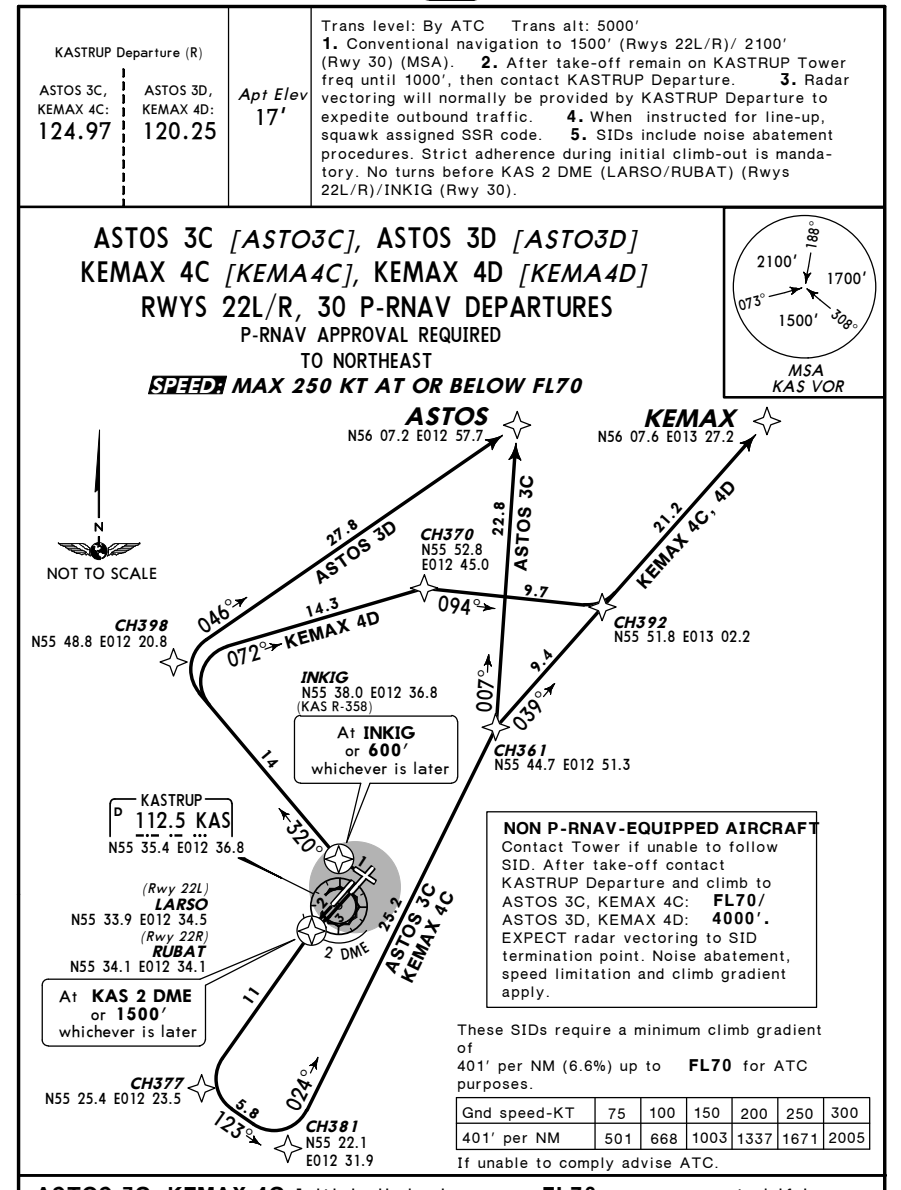 KASTRUP Departure (R)
ASTOS 3C,
KEMAX 4C:
124.97
ASTOS 3D,
KEMAX 4D:
120.25
Apt Elev
17'
Trans level: By ATC Trans alt: 5000'
1. Conventional navigation to 1500' (Rwys 22L/R)/ 2100'
(Rwy 30) (MSA). 2. After take-off remain on KASTRUP Tower
freq until 1000', then contact KASTRUP Departure. 3. Radar
vectoring will normally be provided by KASTRUP Departure to
expedite outbound traffic. 4. When instructed for line-up,
squawk assigned SSR code. 5. SIDs include noise abatement
procedures. Strict adherence during initial climb-out is manda-
tory. No turns before KAS 2 DME (LARSO/RUBAT) (Rwys
22L/R)/INKIG (Rwy 30).
ASTOS 3C [ASTO3C], ASTOS 3D [ASTO3D]
KEMAX 4C [KEMA4C], KEMAX 4D [KEMA4D]
RWYS 22L/R, 30 P-RNAV DEPARTURES
P-RNAV APPROVAL REQUIRED
TO NORTHEAST
SPEED: MAX 250 KT AT OR BELOW FL70
188°
2100'
1700'
073°
1500'
308°
MSA
KAS VOR
ASTOS
N56 07.2 E012 57.7
KEMAX
N56 07.6 E013 27.2
N
NOT TO SCALE
27.8
ASTOS 3D
22.8
ASTOS 3C
21.2
KEMAX 4C, 4D
CH370
N55 52.8
E012 45.0
046°
14.3
KEMAX 4D
072°
094°
9.7
CH392
N55 51.8 E013 02.2
CH398
N55 48.8 E012 20.8
INKIG
N55 38.0 E012 36.8
(KAS R-358)
At INKIG
or 600'
whichever is later
007°
039°
9.4
CH361
N55 44.7 E012 51.3
14
320°
KASTRUP
D 112.5 KAS
N55 35.4 E012 36.8
(Rwy 22L)
LARSO
N55 33.9 E012 34.5
(Rwy 22R)
RUBAT
N55 34.1 E012 34.1
1
2
3
2 DME
25.2
ASTOS 3C
KEMAX 4C
At KAS 2 DME
or 1500'
whichever is later
11
CH377
N55 25.4 E012 23.5
5.8
123°
024°
CH381
N55 22.1
E012 31.9
NON P-RNAV-EQUIPPED AIRCRAFT
Contact Tower if unable to follow
SID. After take-off contact
KASTRUP Departure and climb to
ASTOS 3C, KEMAX 4C: FL70/
ASTOS 3D, KEMAX 4D: 4000'.
EXPECT radar vectoring to SID
termination point. Noise abatement,
speed limitation and climb gradient
apply.
These SIDs require a minimum climb gradient
of
401' per NM (6.6%) up to FL70 for ATC
purposes.
Gnd speed-KT 75 100 150 200 250 300
401' per NM 501 668 1003 1337 1671 2005
If unable to comply advise ATC.